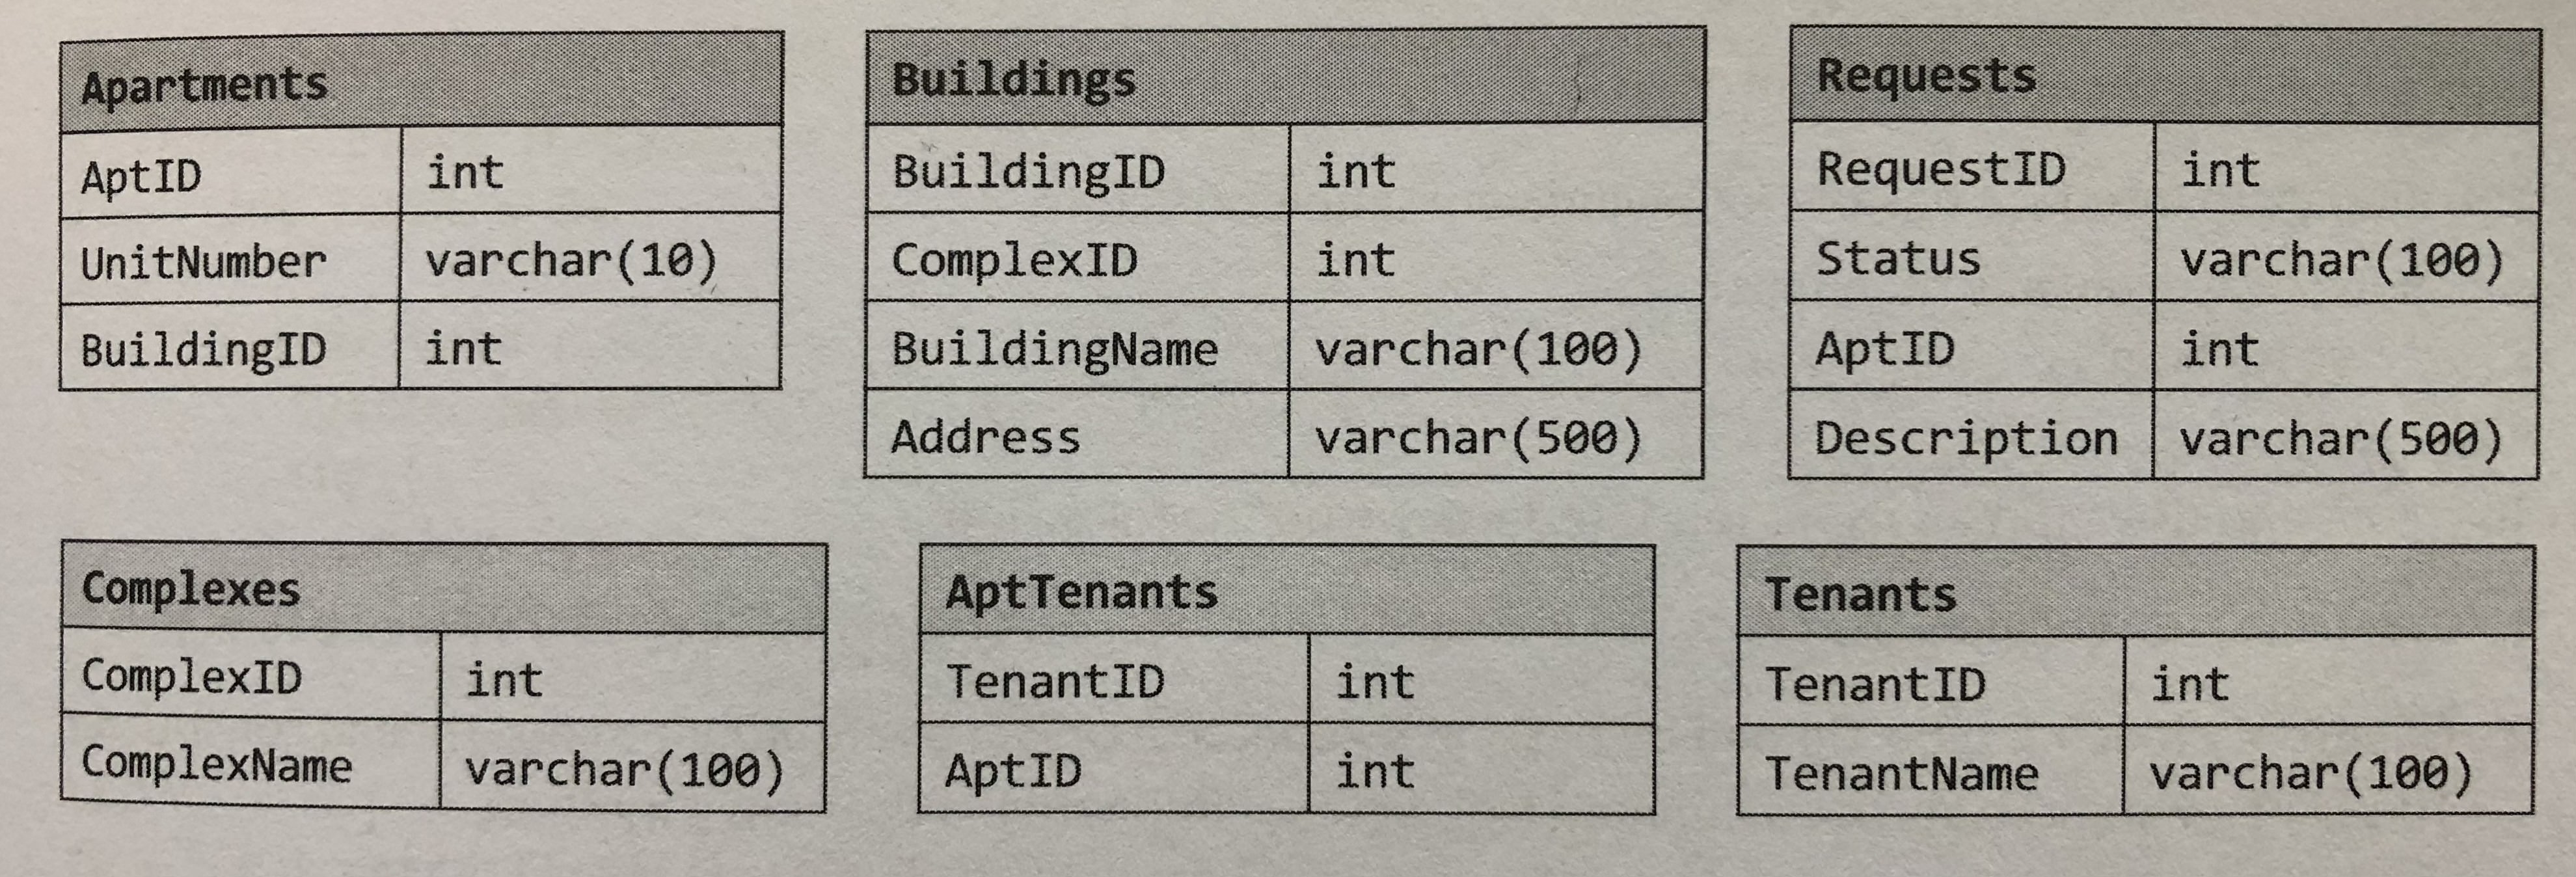 Apartments
AptID int
UnitNumber varchar(10)
BuildingID int
Buildings
BuildingID int
ComplexID int
BuildingName varchar(100)
Address varchar(500)
Requests
RequestID int
Status varchar(100)
AptID int
Description varchar(500)
Complexes
ComplexID int
ComplexName varchar(100)
AptTenants
TenantID int
AptID int
Tenants
TenantID int
TenantName varchar(100)